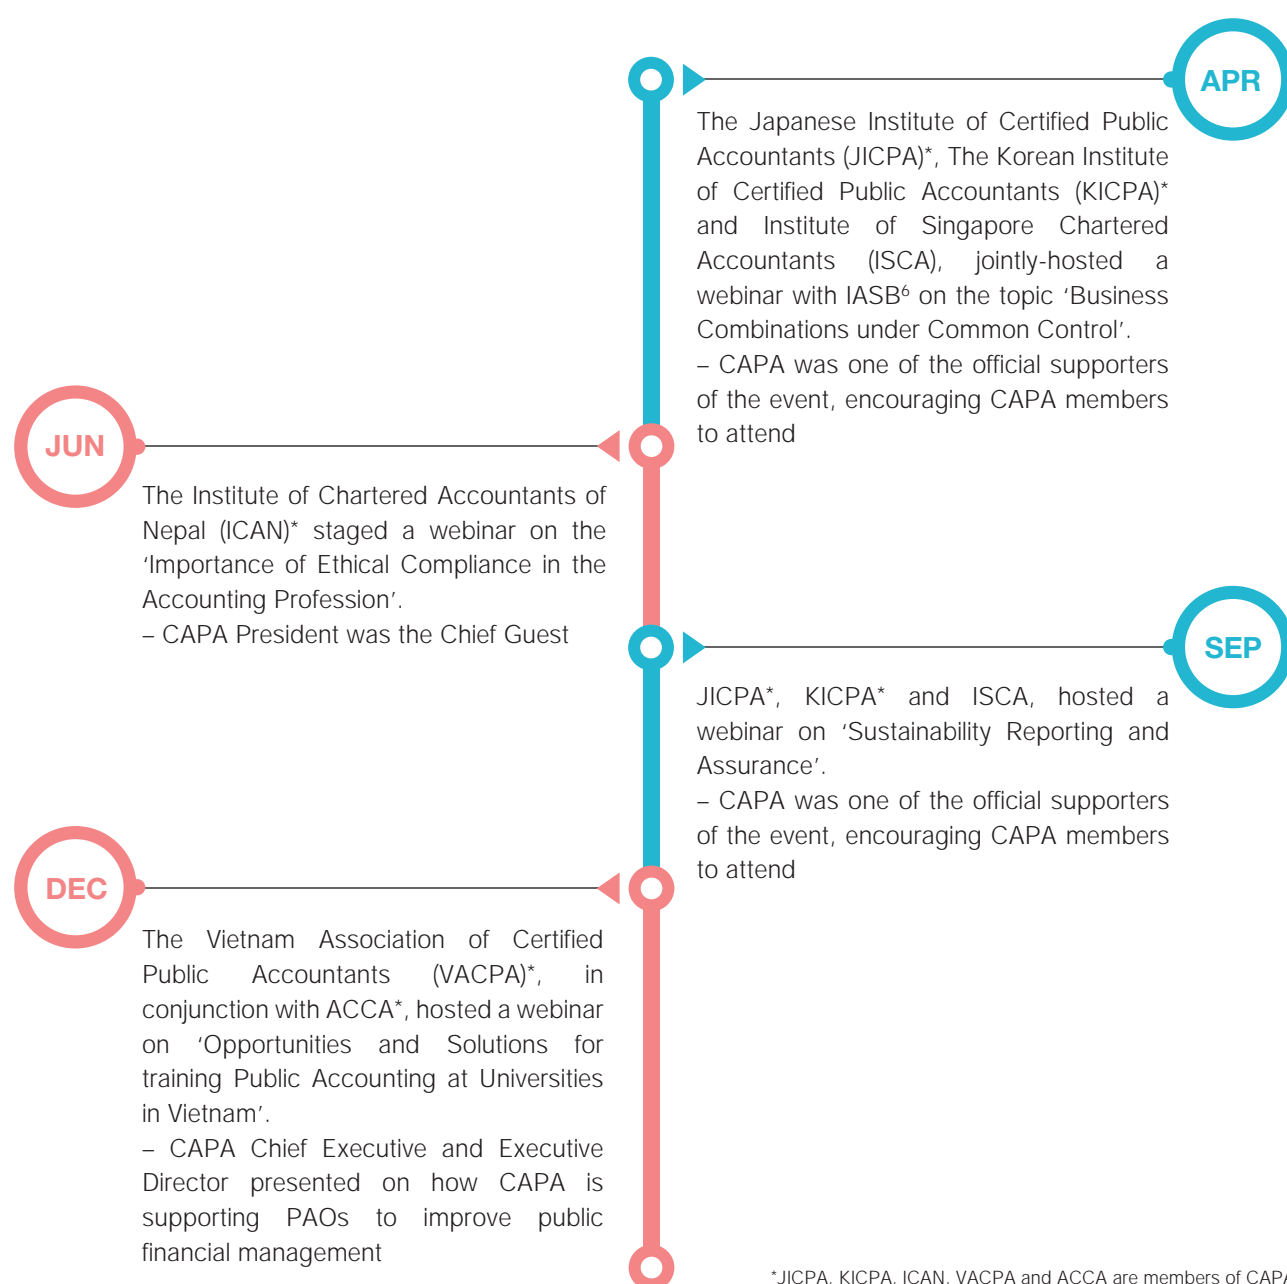 APR
The Japanese Institute of Certified Public
Accountants (JICPA)*, The Korean Institute
of Certified Public Accountants (KICPA)*
and Institute of Singapore Chartered
Accountants (ISCA), jointly-hosted a
webinar with IASB⁶ on the topic ‘Business
Combinations under Common Control’.
– CAPA was one of the official supporters
of the event, encouraging CAPA members
to attend
JUN
The Institute of Chartered Accountants of
Nepal (ICAN)* staged a webinar on the
‘Importance of Ethical Compliance in the
Accounting Profession’.
– CAPA President was the Chief Guest
SEP
JICPA*, KICPA* and ISCA, hosted a
webinar on ‘Sustainability Reporting and
Assurance’.
– CAPA was one of the official supporters
of the event, encouraging CAPA members
to attend
DEC
The Vietnam Association of Certified
Public Accountants (VACPA)*, in
conjunction with ACCA*, hosted a webinar
on ‘Opportunities and Solutions for
training Public Accounting at Universities
in Vietnam’.
– CAPA Chief Executive and Executive
Director presented on how CAPA is
supporting PAOs to improve public
financial management
*JICPA, KICPA, ICAN, VACPA and ACCA are members of CAPA